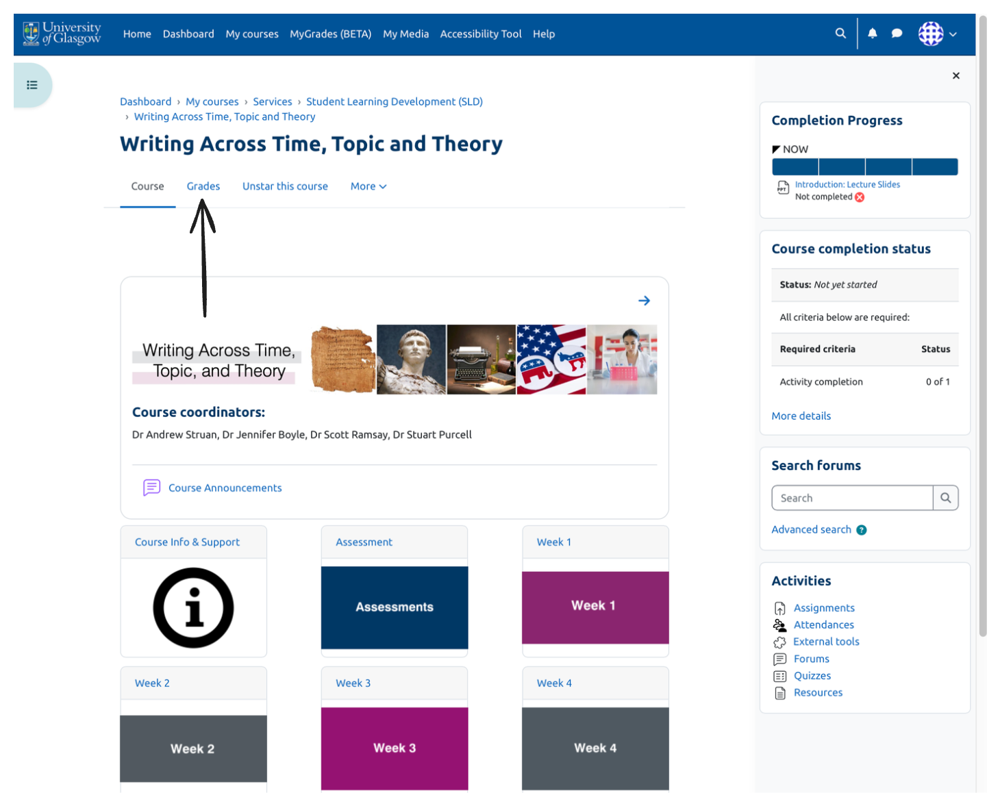 University
of Glasgow
Home Dashboard My courses MyGrades (BETA) My Media Accessibility Tool Help
Dashboard › My courses › Services › Student Learning Development (SLD)
› Writing Across Time, Topic and Theory
Writing Across Time, Topic and Theory
Course Grades Unstar this course More
Writing Across Time,
Topic, and Theory
Course coordinators:
Dr Andrew Struan, Dr Jennifer Boyle, Dr Scott Ramsay, Dr Stuart Purcell
Course Announcements
Course Info & Support
Assessment
Assessments
Week 1
Week 1
Week 2
Week 2
Week 3
Week 3
Week 4
Week 4
Completion Progress
NOW
PPT
Introduction: Lecture Slides
Not completed
Course completion status
Status: Not yet started
All criteria below are required:
Required criteria Status
Activity completion 0 of 1
More details
Search forums
Search
Advanced search ?
Activities
Assignments
Attendances
External tools
Forums
Quizzes
Resources